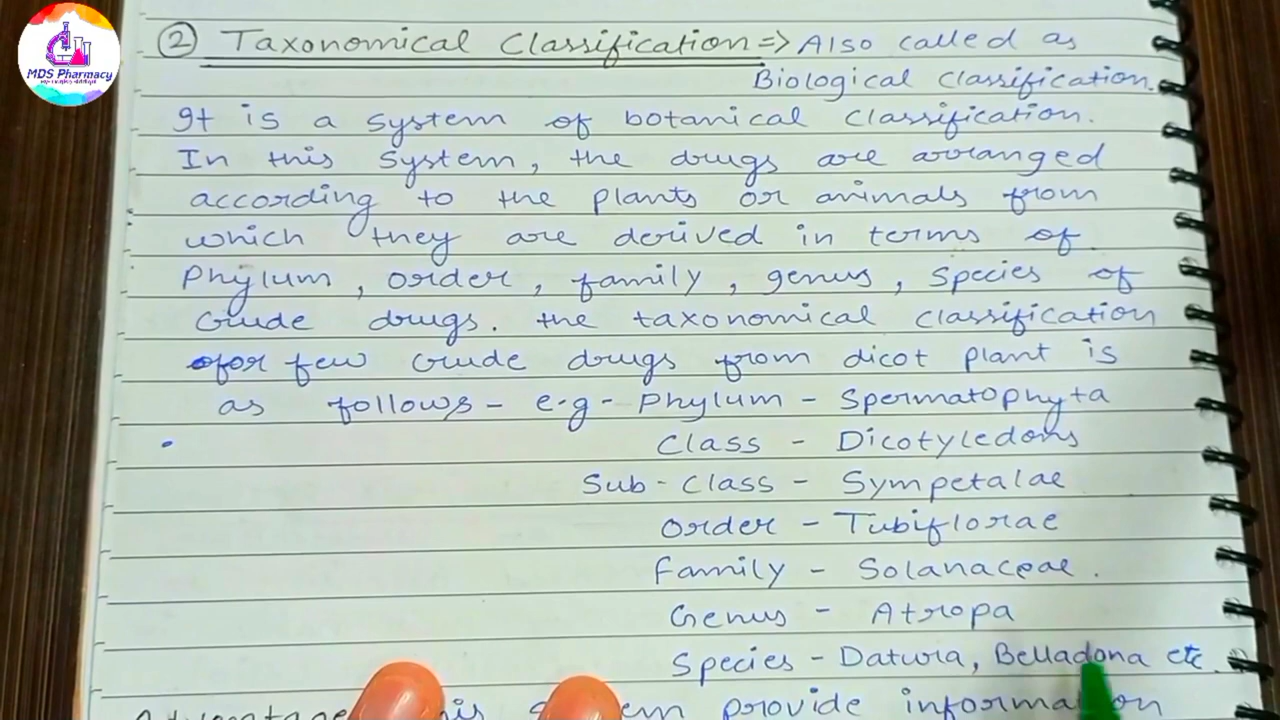 MDS Pharmacy
② Taxonomical Classification => Also called as
Biological classification.
It is a system of botanical classification.
In this system, the drugs are arranged
according to the plants or animals from
which they are derived in terms of
Phylum, order, family, genus, species of
crude drugs. the taxonomical classification
for few crude drugs from dicot plant is
as follows - e.g - Phylum - Spermatophyta
Class - Dicotyledons
Sub-Class - Sympetalae
Order - Tubiflorae
Family - Solanaceae.
Genus - Atropa
Species - Datura, Belladona etc.
provide information